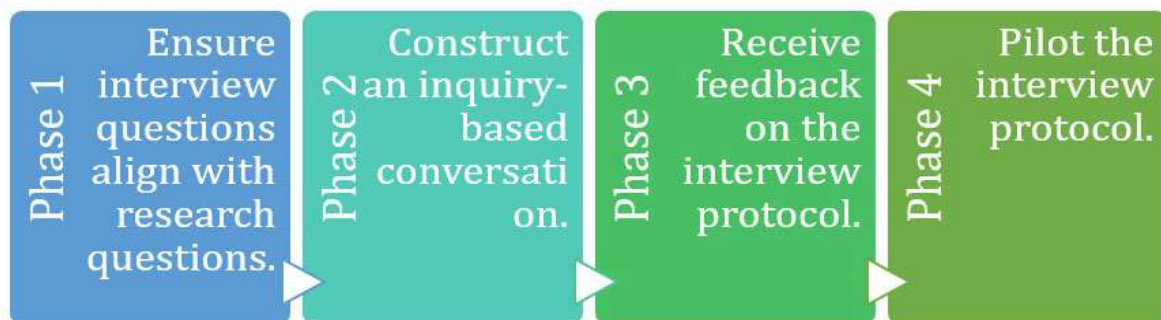 Phase 1
Ensure
interview
questions
align with
research
questions.
Phase 2
Construct
an inquiry-
based
conversati
on.
Phase 3
Receive
feedback
on the
interview
protocol.
Phase 4
Pilot the
interview
protocol.